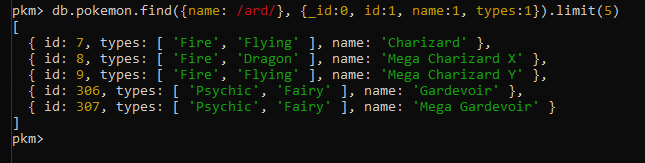 pkm> db.pokemon.find({name: /ard/}, {_id:0, id:1, name:1, types:1}).limit(5)
[
  { id: 7, types: [ 'Fire', 'Flying' ], name: 'Charizard' },
  { id: 8, types: [ 'Fire', 'Dragon' ], name: 'Mega Charizard X' },
  { id: 9, types: [ 'Fire', 'Flying' ], name: 'Mega Charizard Y' },
  { id: 306, types: [ 'Psychic', 'Fairy' ], name: 'Gardevoir' },
  { id: 307, types: [ 'Psychic', 'Fairy' ], name: 'Mega Gardevoir' }
]
pkm>